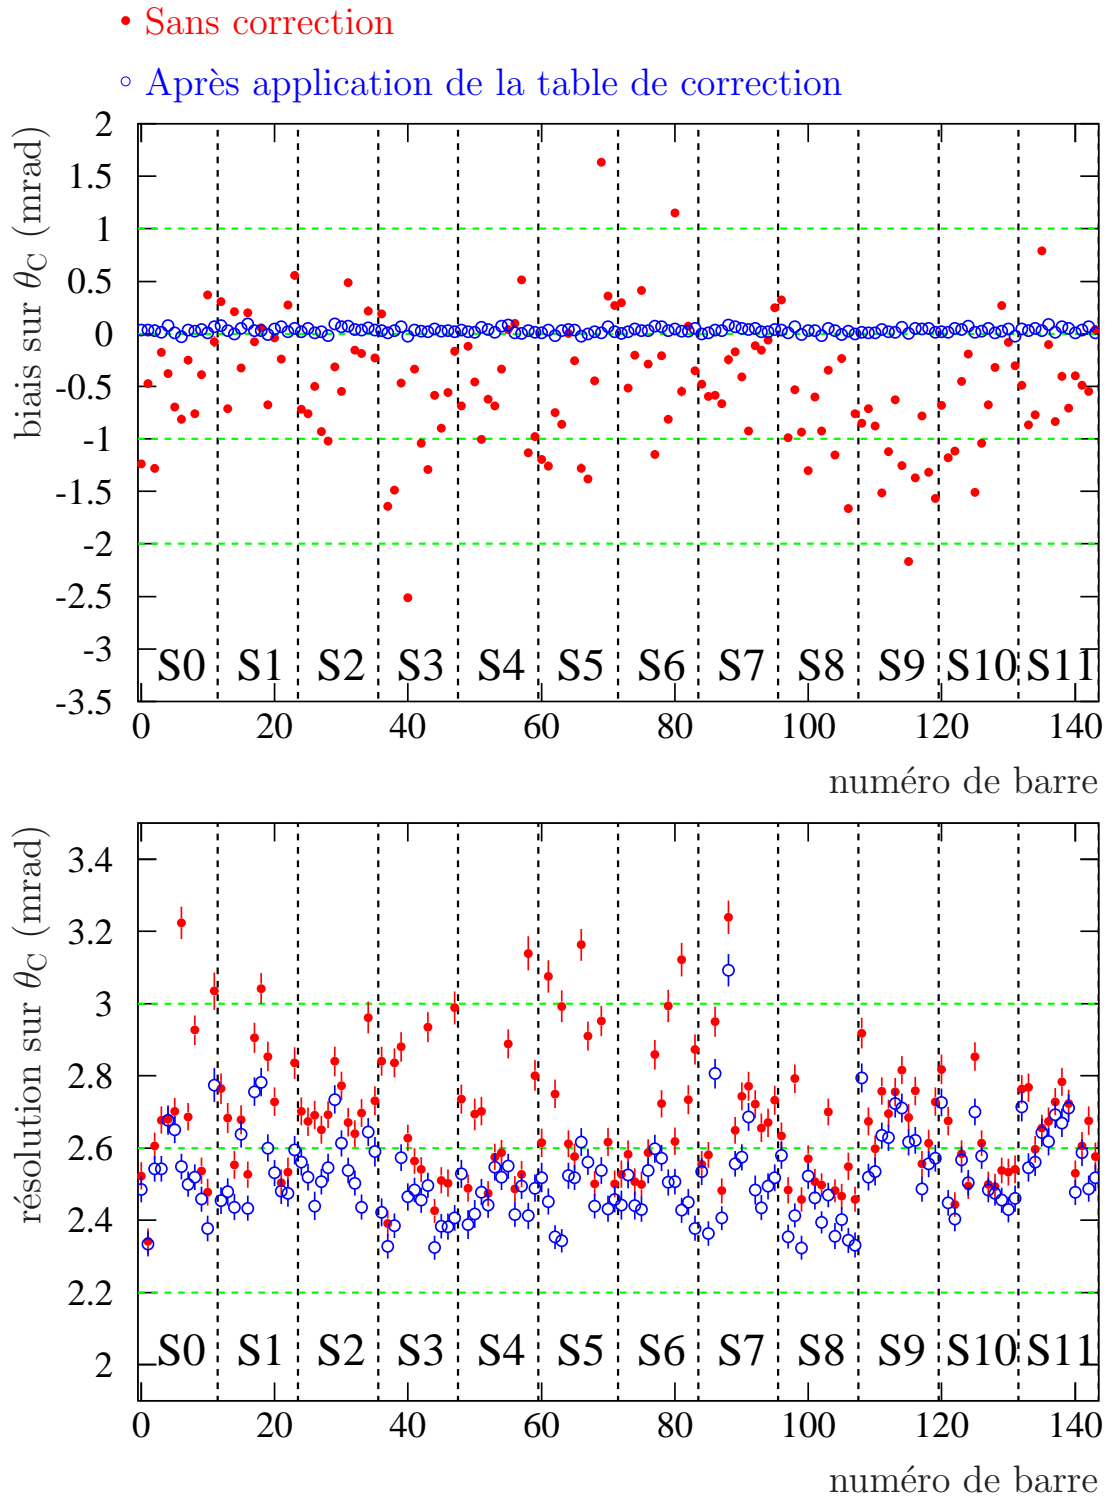 Sans correction
Après application de la table de correction
biais sur θC (mrad)
2
1.5
1
0.5
0
-0.5
-1
-1.5
-2
-2.5
-3
-3.5
S0 S1 S2 S3 S4 S5 S6 S7 S8 S9 S10 S11
0 20 40 60 80 100 120 140
numéro de barre
résolution sur θC (mrad)
3.4
3.2
3
2.8
2.6
2.4
2.2
2
S0 S1 S2 S3 S4 S5 S6 S7 S8 S9 S10 S11
0 20 40 60 80 100 120 140
numéro de barre